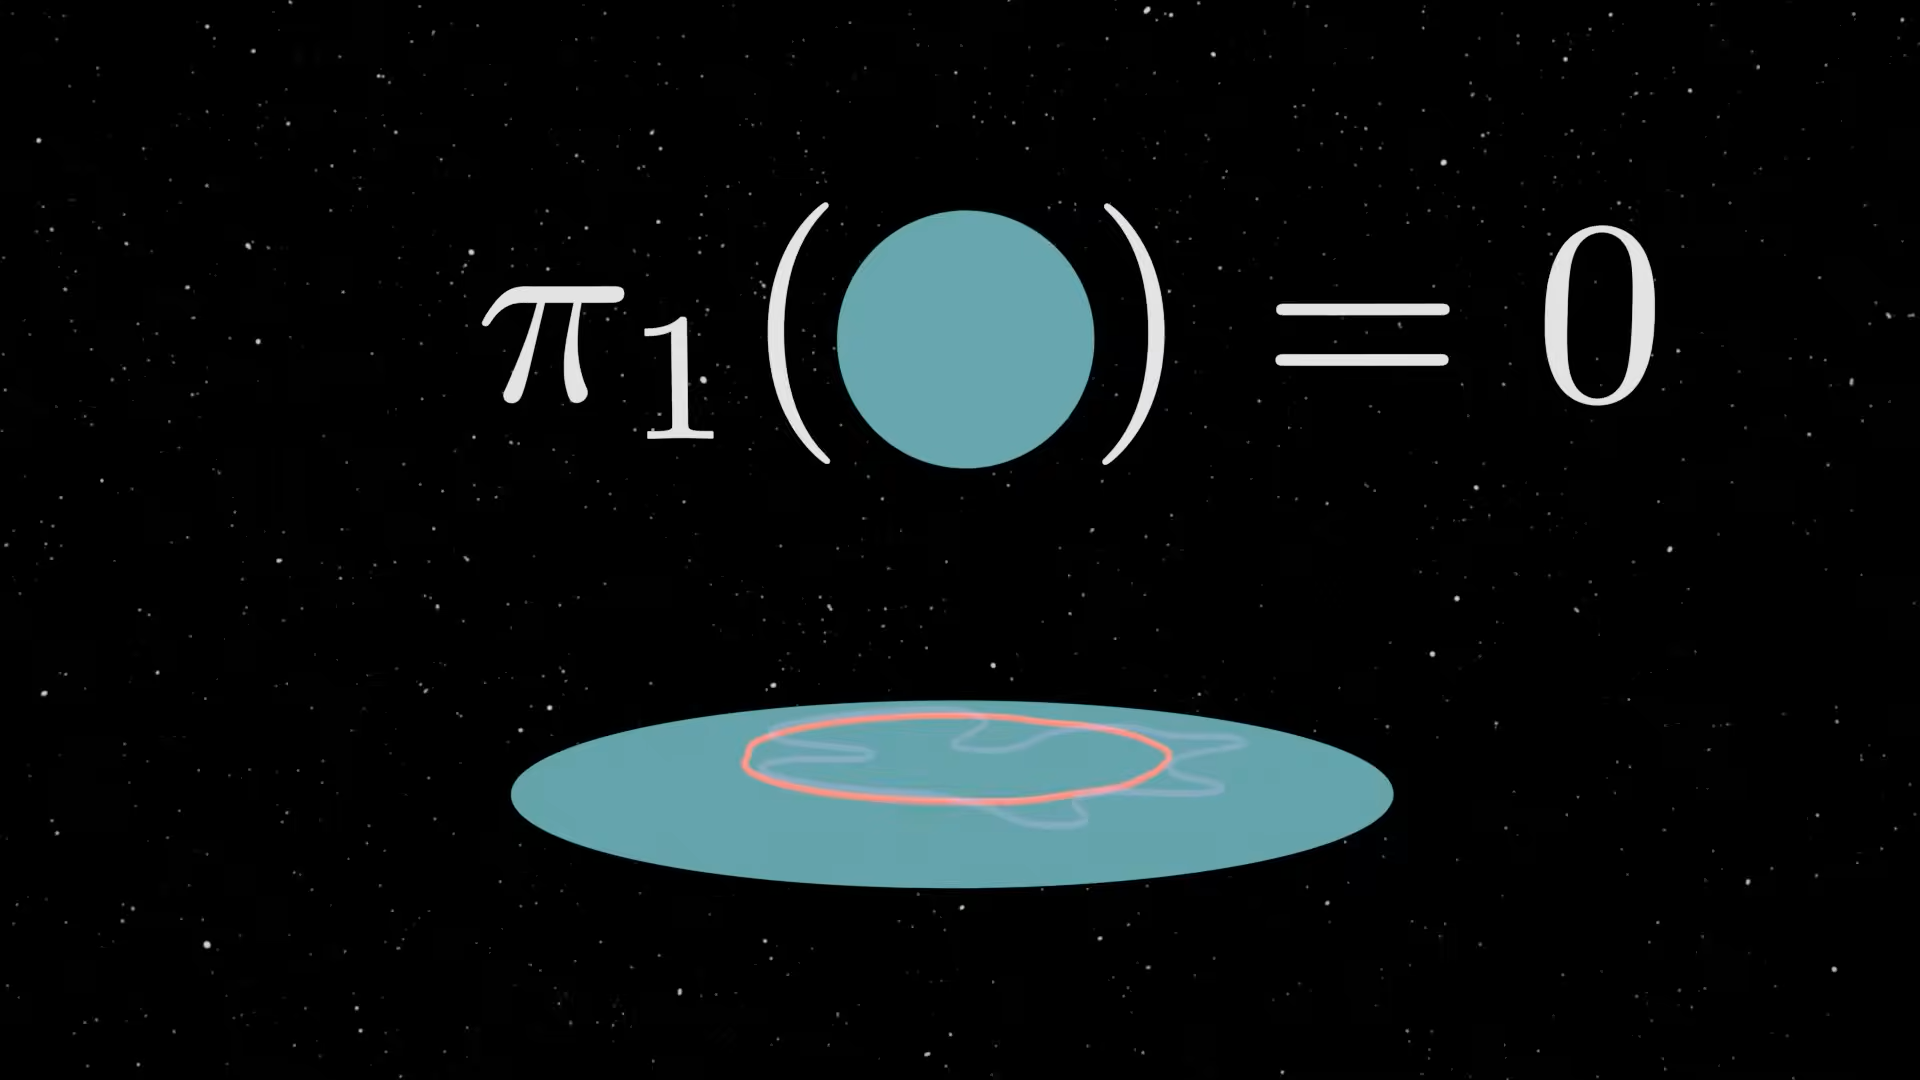 π₁( ) = 0